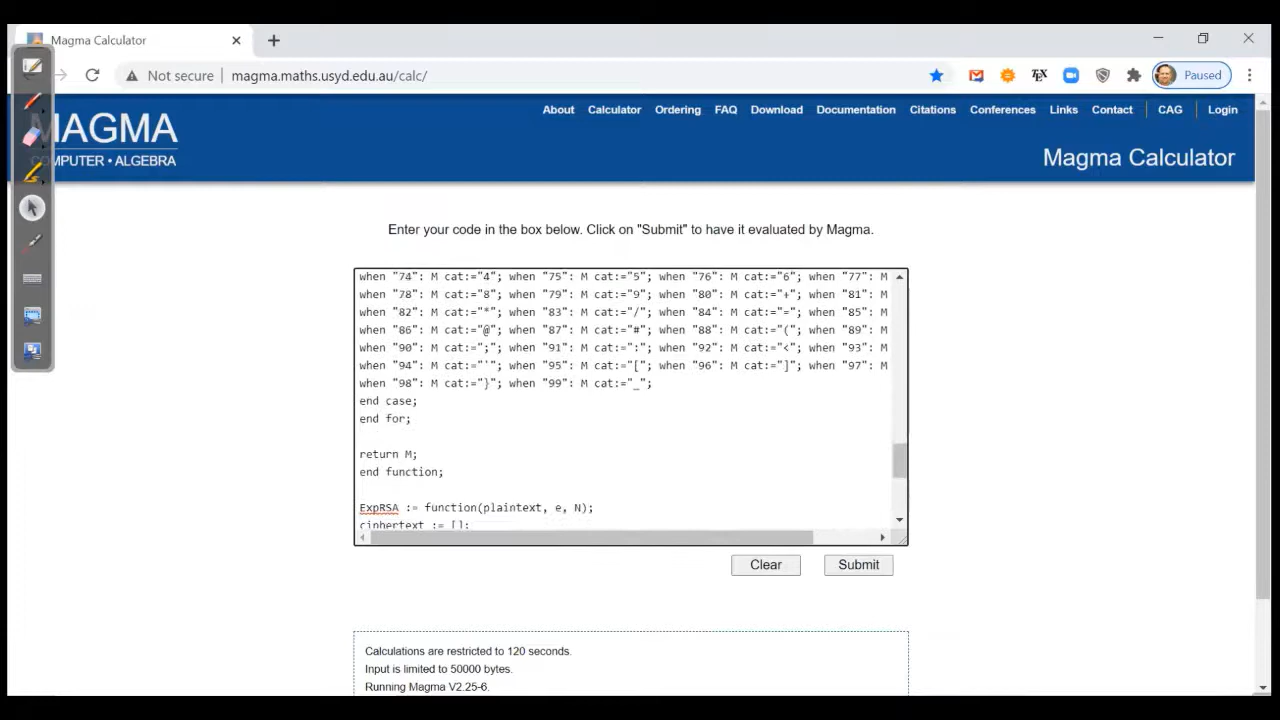 Magma Calculator
Not secure
magma.maths.usyd.edu.au/calc/
TEX
Paused
About Calculator Ordering FAQ Download Documentation Citations Conferences Links Contact CAG Login
MAGMA
COMPUTER • ALGEBRA
Magma Calculator
Enter your code in the box below. Click on "Submit" to have it evaluated by Magma.
when "74": M cat:="4"; when "75": M cat:="5"; when "76": M cat:="6"; when "77": M
when "78": M cat:="8"; when "79": M cat:="9"; when "80": M cat:="+"; when "81": M
when "82": M cat:="*"; when "83": M cat:="/"; when "84": M cat:="="; when "85": M
when "86": M cat:="@"; when "87": M cat:="#"; when "88": M cat:="("; when "89": M
when "90": M cat:=";"; when "91": M cat:=":"; when "92": M cat:="<"; when "93": M
when "94": M cat:="'"; when "95": M cat:="["; when "96": M cat:="]"; when "97": M
when "98": M cat:="}"; when "99": M cat:="_";
end case;
end for;
return M;
end function;
ExpRSA := function(plaintext, e, N);
ciphertext := [];
Clear Submit
Calculations are restricted to 120 seconds.
Input is limited to 50000 bytes.
Running Magma V2.25-6.